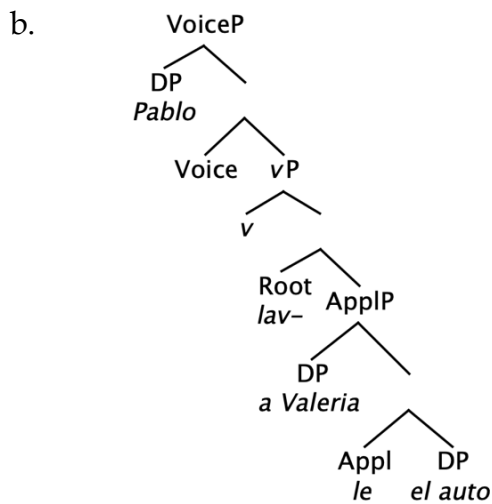 b.
VoiceP
DP
Pablo
Voice vP
v
Root ApplP
lav–
DP
a Valeria
Appl DP
le el auto